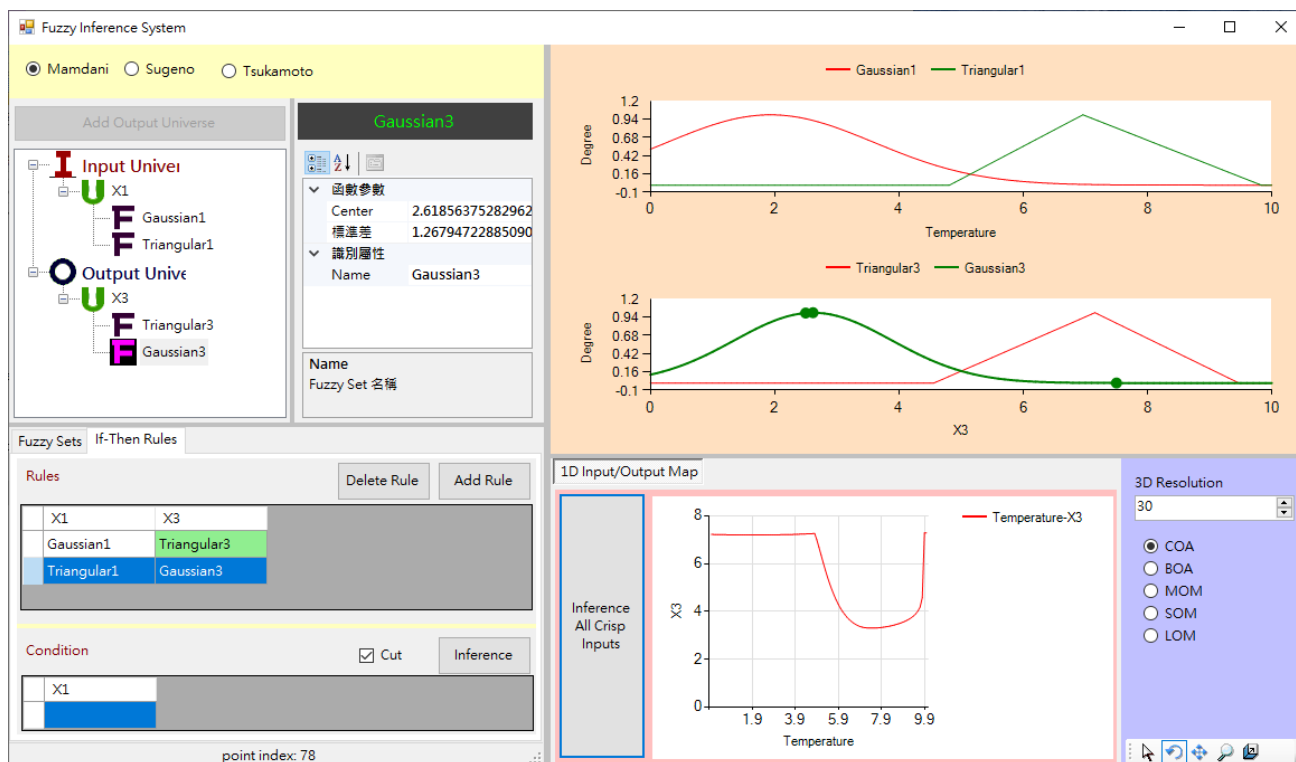 Fuzzy Inference System
Mamdani Sugeno Tsukamoto
Add Output Universe
Input Univer
X1
Gaussian1
Triangular1
Output Unive
X3
Triangular3
Gaussian3
Gaussian3
函數參數
Center 2.61856375282962
標準差 1.26794722885090
識別屬性
Name Gaussian3
Name
Fuzzy Set 名稱
Gaussian1 Triangular1
1.2
0.94
0.68
0.42
0.16
-0.1
Degree
0 2 4 6 8 10
Temperature
Triangular3 Gaussian3
1.2
0.94
0.68
0.42
0.16
-0.1
Degree
0 2 4 6 8 10
X3
Fuzzy Sets If-Then Rules
Rules Delete Rule Add Rule
X1 X3
Gaussian1 Triangular3
Triangular1 Gaussian3
Condition Cut Inference
X1
point index: 78
1D Input/Output Map
Inference
All Crisp
Inputs
Temperature-X3
8
6
4
2
0
X3
1.9 3.9 5.9 7.9 9.9
Temperature
3D Resolution
30
COA
BOA
MOM
SOM
LOM